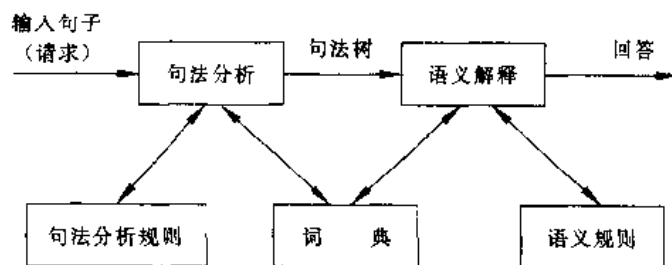 输入句子
（请求）
句法分析
句法树
语义解释
回答
句法分析规则
词 典
语义规则